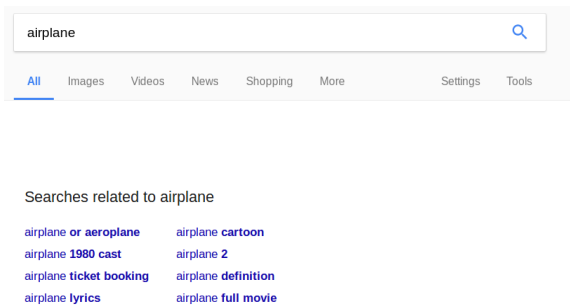 airplane
All Images Videos News Shopping More Settings Tools
Searches related to airplane
airplane or aeroplane airplane cartoon
airplane 1980 cast airplane 2
airplane ticket booking airplane definition
airplane lyrics airplane full movie